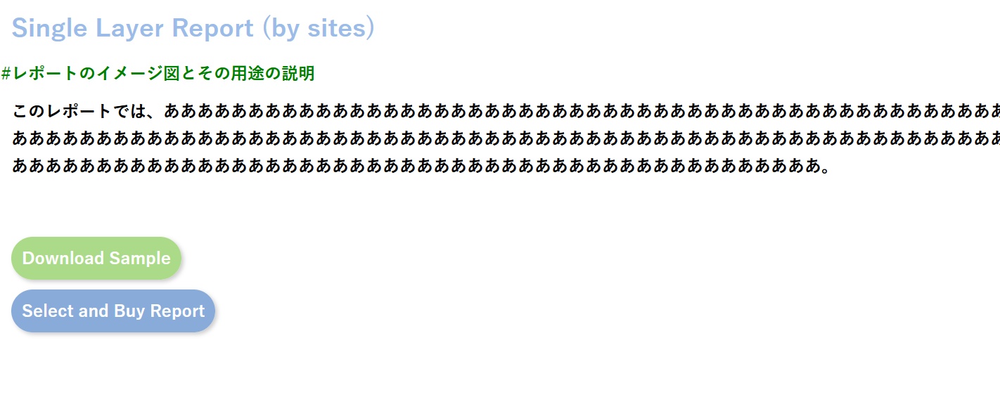 Single Layer Report (by sites)
#レポートのイメージ図とその用途の説明
このレポートでは、ああああああああああああああああああああああああああああああああああああああああああああああああああ
あああああああああああああああああああああああああああああああああああああああああああああああああああああああああああ
ああああああああああああああああああああああああああああああああああああああああああああああああ。
Download Sample
Select and Buy Report